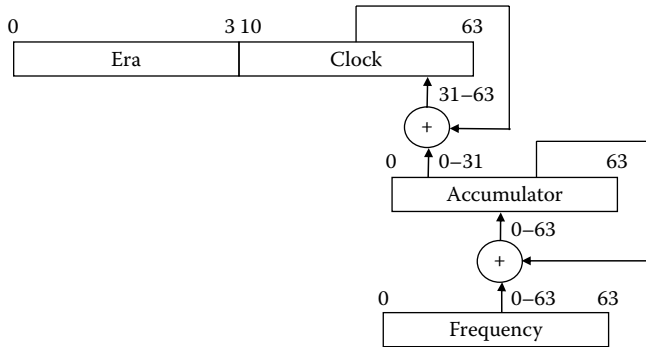 0 3 10 63
Era Clock
31–63
+
0 0–31 63
Accumulator
0–63
+
0 0–63 63
Frequency